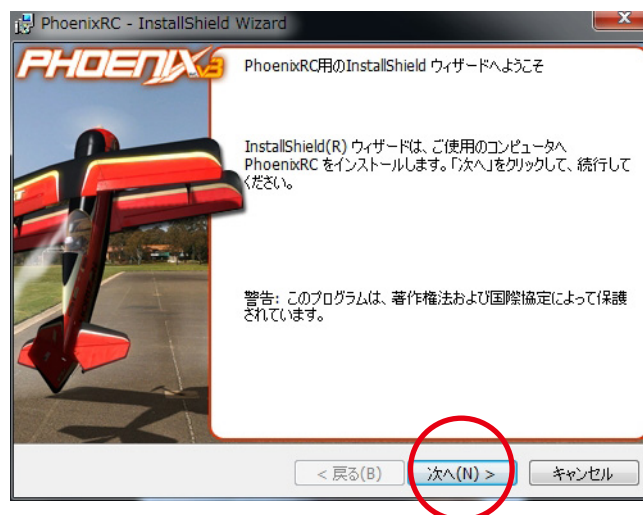 PhoenixRC - InstallShield Wizard
PHOENIX v3
PhoenixRC用のInstallShield ウィザードへようこそ
InstallShield(R) ウィザードは、ご使用のコンピュータへ
PhoenixRC をインストールします。「次へ」をクリックして、続行して
ください。
警告: このプログラムは、著作権法および国際協定によって保護
されています。
< 戻る(B)
次へ(N) >
キャンセル